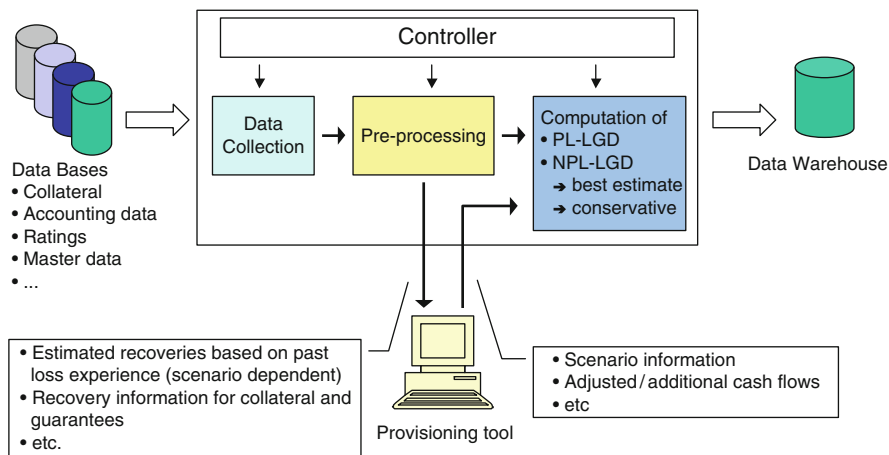 Controller
Data
Collection
Pre-processing
Computation of
• PL-LGD
• NPL-LGD
➔ best estimate
➔ conservative
Data Bases
• Collateral
• Accounting data
• Ratings
• Master data
• ...
Data Warehouse
• Estimated recoveries based on past
loss experience (scenario dependent)
• Recovery information for collateral and
guarantees
• etc.
Provisioning tool
• Scenario information
• Adjusted/additional cash flows
• etc